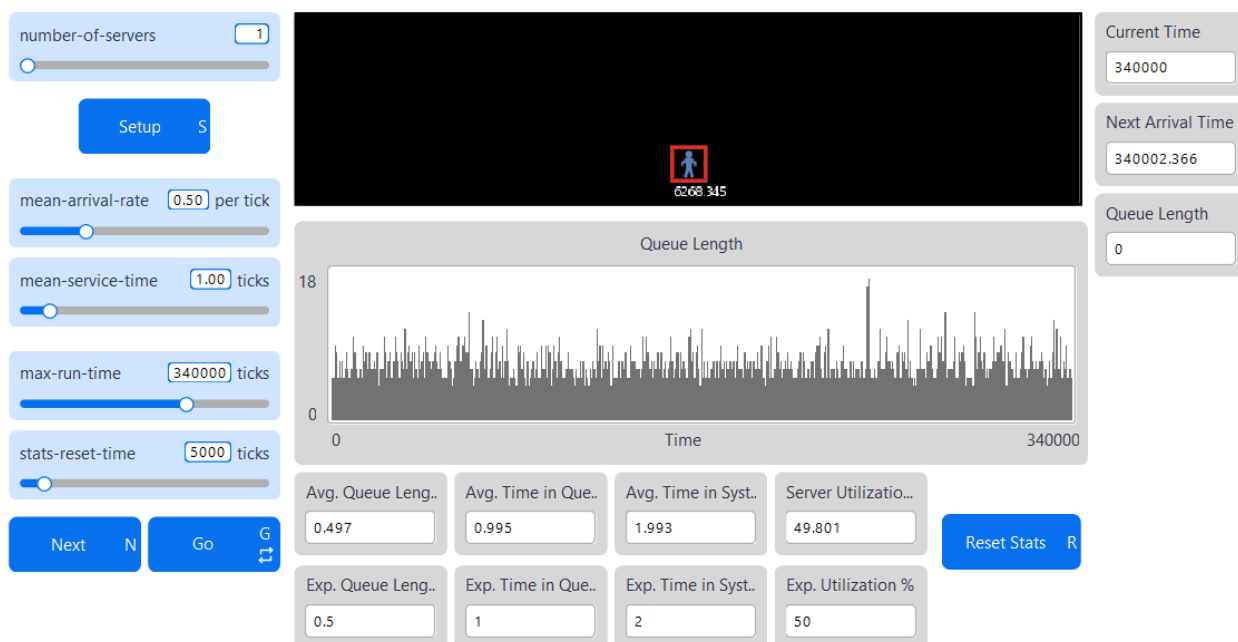 number-of-servers 1
Setup S
mean-arrival-rate 0.50 per tick
mean-service-time 1.00 ticks
max-run-time 340000 ticks
stats-reset-time 5000 ticks
Next N
Go G
6268.345
Queue Length
18
0
0 Time 340000
Avg. Queue Leng..
0.497
Avg. Time in Que..
0.995
Avg. Time in Syst..
1.993
Server Utilizatio...
49.801
Exp. Queue Leng..
0.5
Exp. Time in Que..
1
Exp. Time in Syst..
2
Exp. Utilization %
50
Reset Stats R
Current Time
340000
Next Arrival Time
340002.366
Queue Length
0